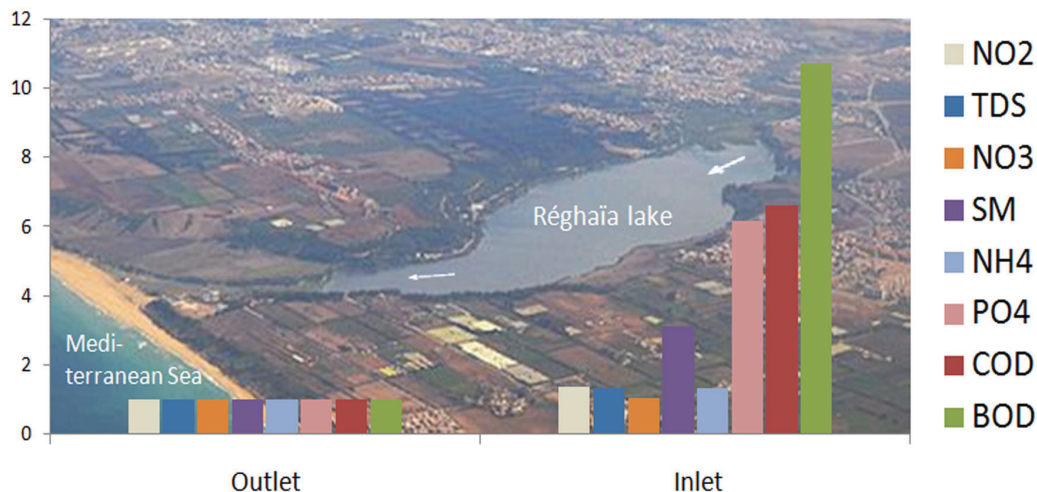 12
10
8
6
4
2
0
Réghaïa lake
Medi-
terranean Sea
Outlet
Inlet
NO2
TDS
NO3
SM
NH4
PO4
COD
BOD